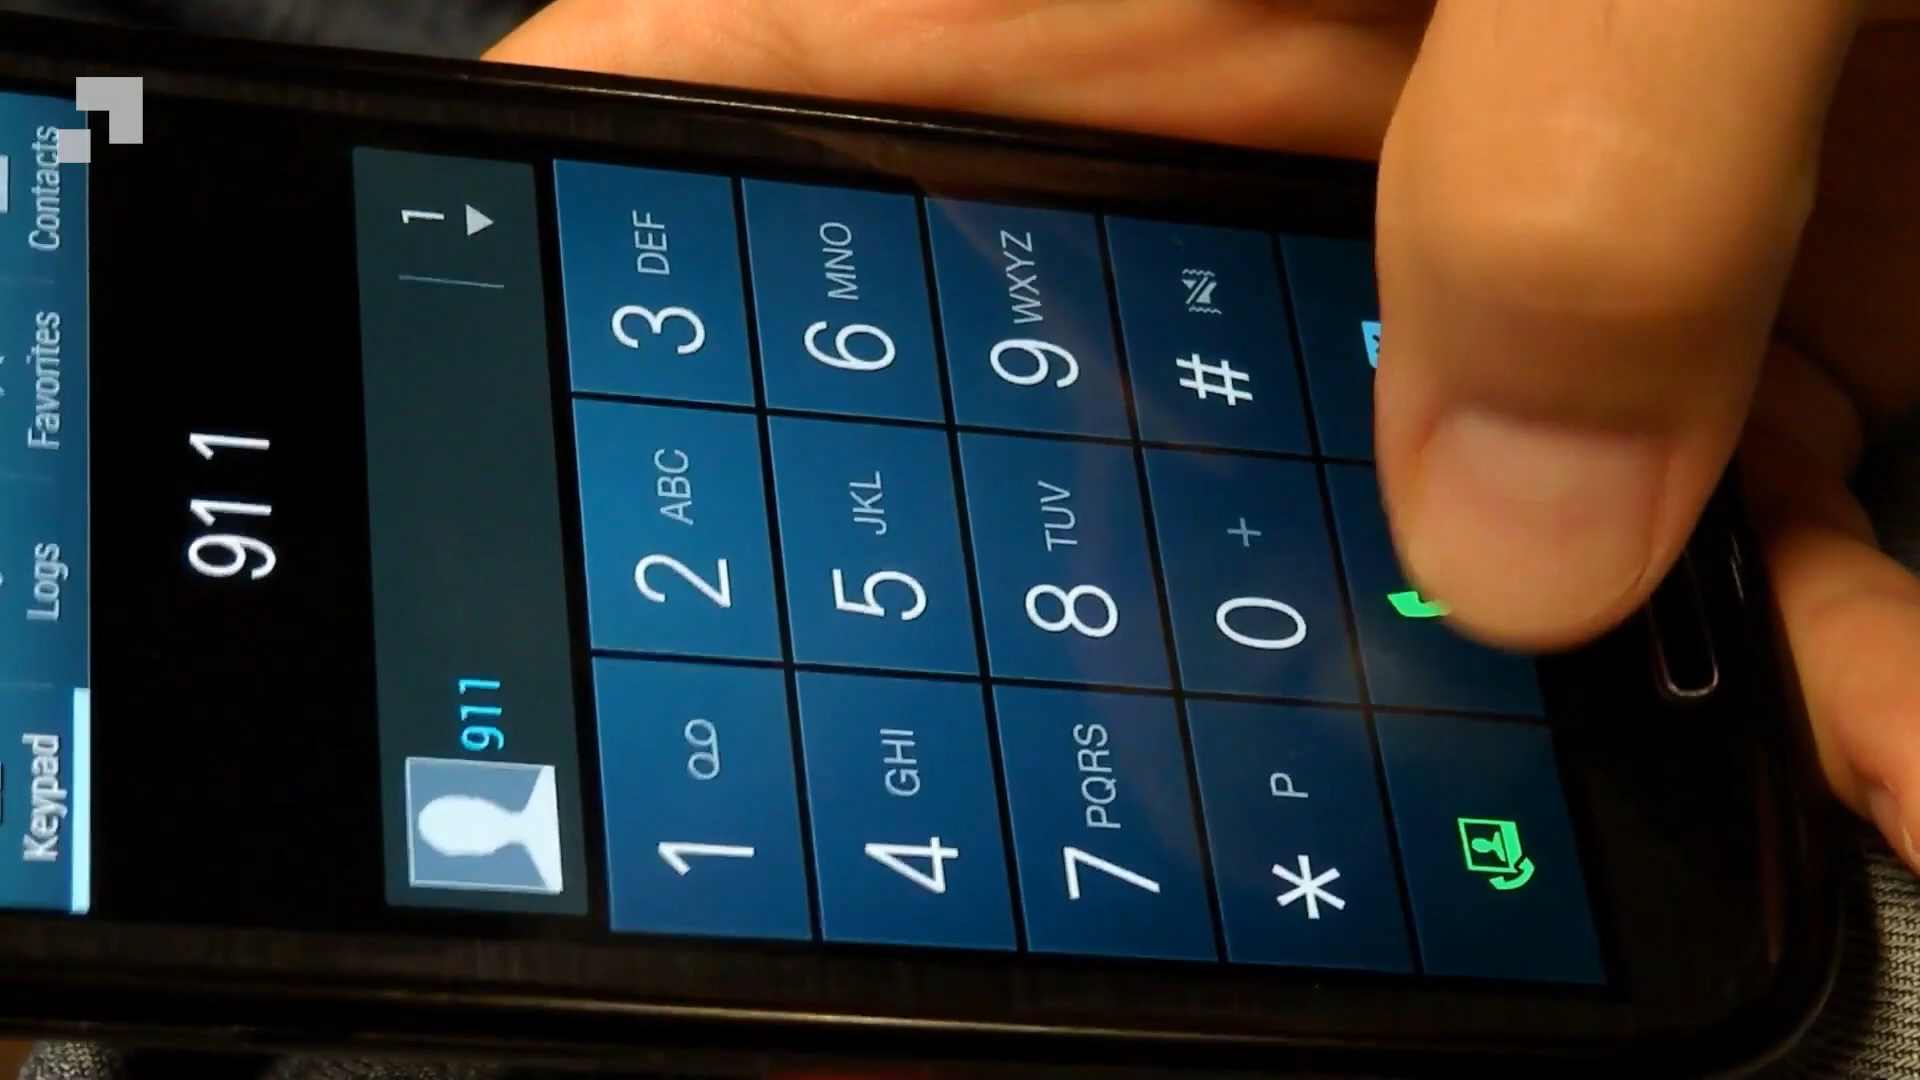 Keypad Logs Favorites Contacts
911
911 1
1 2 ABC 3 DEF
4 GHI 5 JKL 6 MNO
7 PQRS 8 TUV 9 WXYZ
* P 0 + #